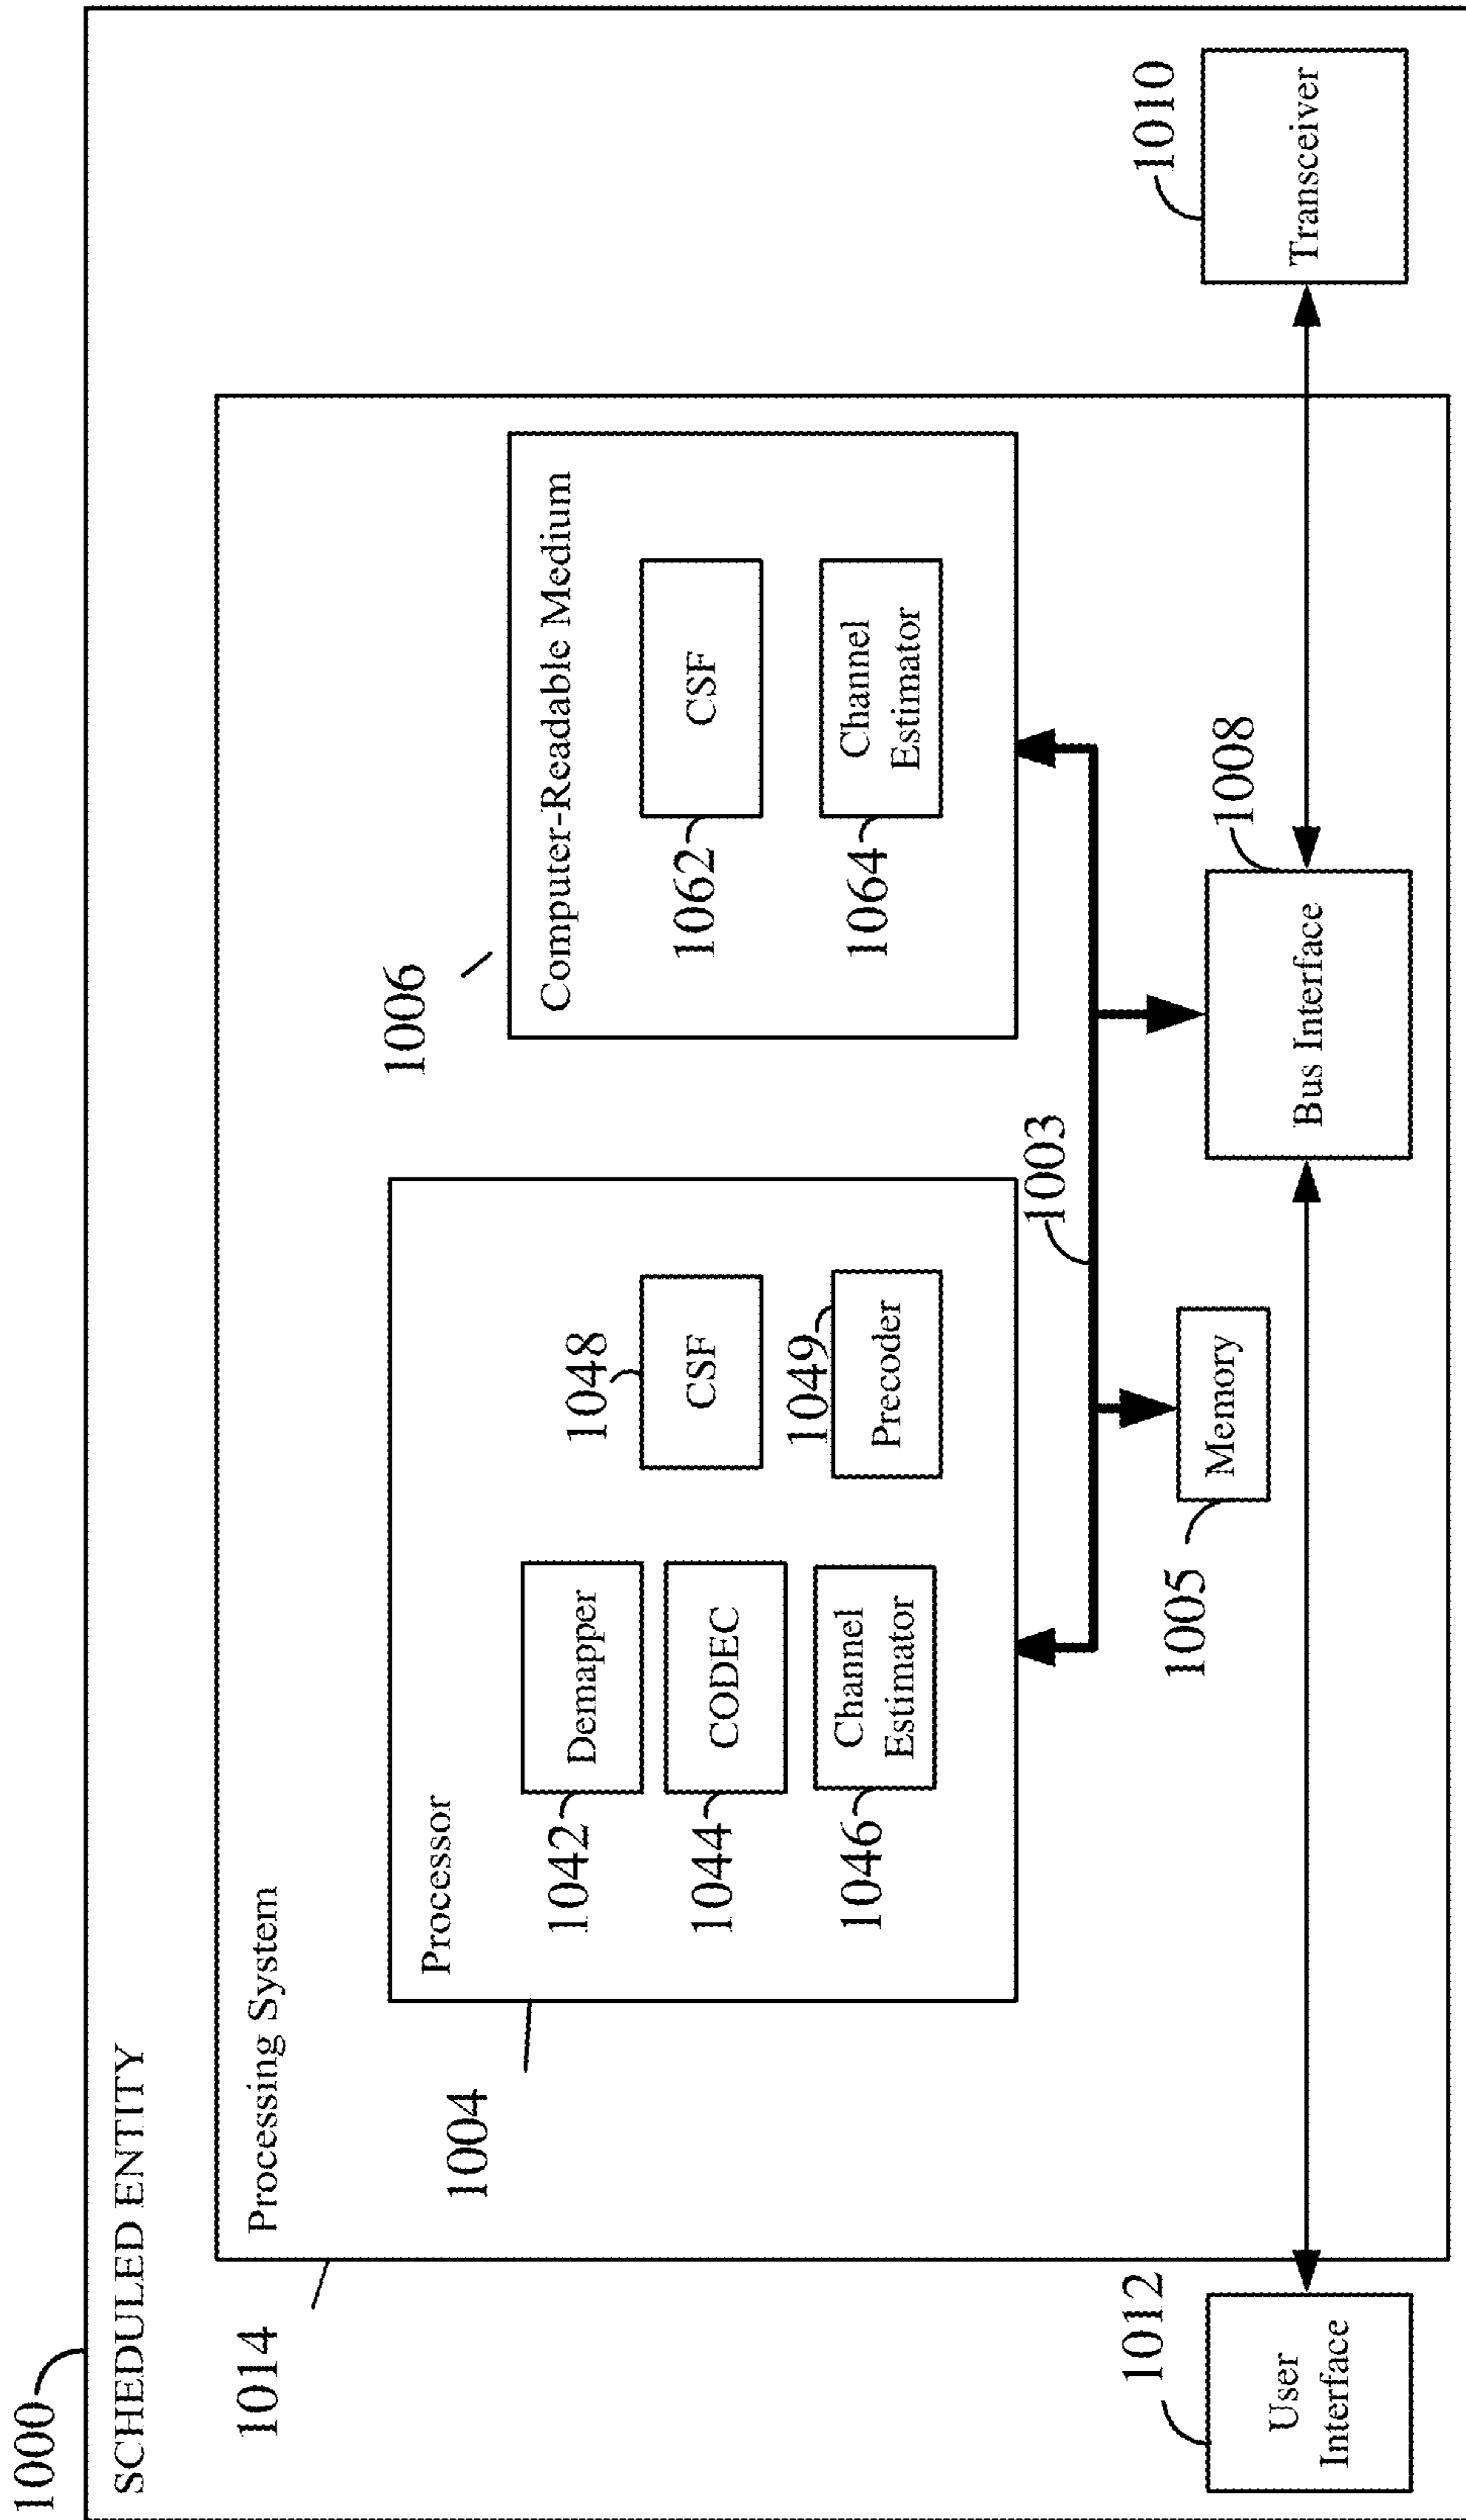 1000
SCHEDULED ENTITY
1014
Processing System
1004
Processor
1042
Demapper
1044
CODEC
1046
Channel
Estimator
1048
CSF
1049
Precoder
1006
Computer-Readable Medium
1062
CSF
1064
Channel
Estimator
1003
1005
Memory
1008
Bus Interface
1012
User
Interface
1010
Transceiver